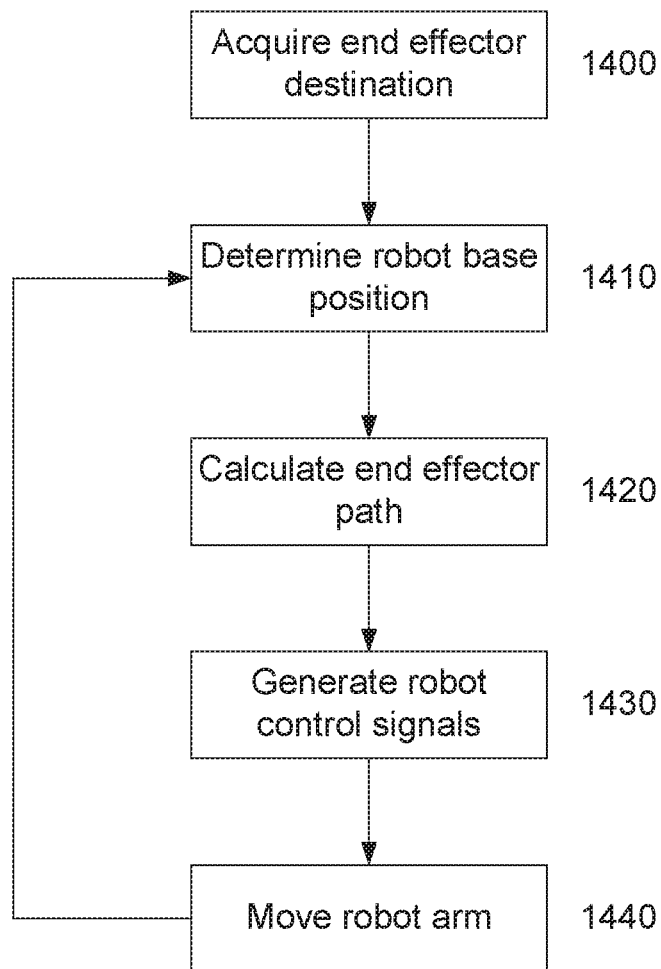 Acquire end effector
destination
1400
Determine robot base
position
1410
Calculate end effector
path
1420
Generate robot
control signals
1430
Move robot arm
1440